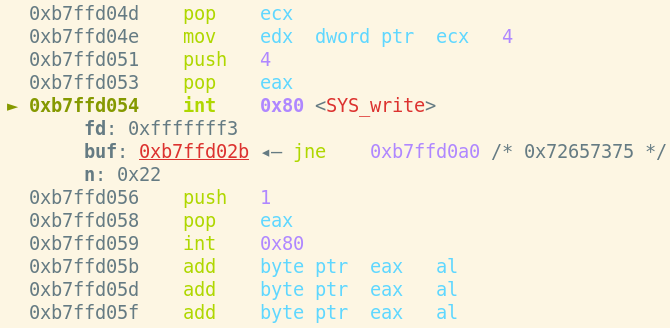 0xb7ffd04d pop ecx
0xb7ffd04e mov edx dword ptr ecx 4
0xb7ffd051 push 4
0xb7ffd053 pop eax
► 0xb7ffd054 int 0x80 <SYS_write>
fd: 0xfffffff3
buf: 0xb7ffd02b ◂— jne 0xb7ffd0a0 /* 0x72657375 */
n: 0x22
0xb7ffd056 push 1
0xb7ffd058 pop eax
0xb7ffd059 int 0x80
0xb7ffd05b add byte ptr eax al
0xb7ffd05d add byte ptr eax al
0xb7ffd05f add byte ptr eax al